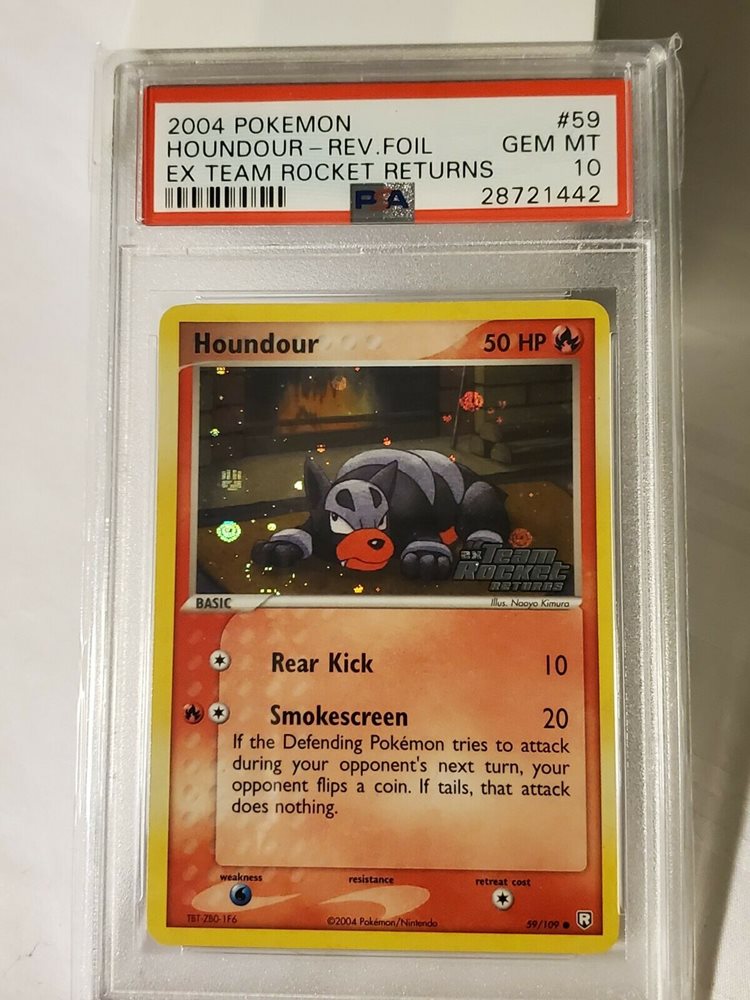 2004 POKEMON #59
HOUNDOUR - REV.FOIL GEM MT
EX TEAM ROCKET RETURNS 10
PSA 28721442
Houndour 50 HP
ex Team
ROCKET
RETURNS
BASIC Illus. Naoyo Kimura
Rear Kick 10
Smokescreen 20
If the Defending Pokémon tries to attack
during your opponent's next turn, your
opponent flips a coin. If tails, that attack
does nothing.
weakness resistance retreat cost
TBT-ZB0-1F6 ©2004 Pokémon/Nintendo 59/109 ● R